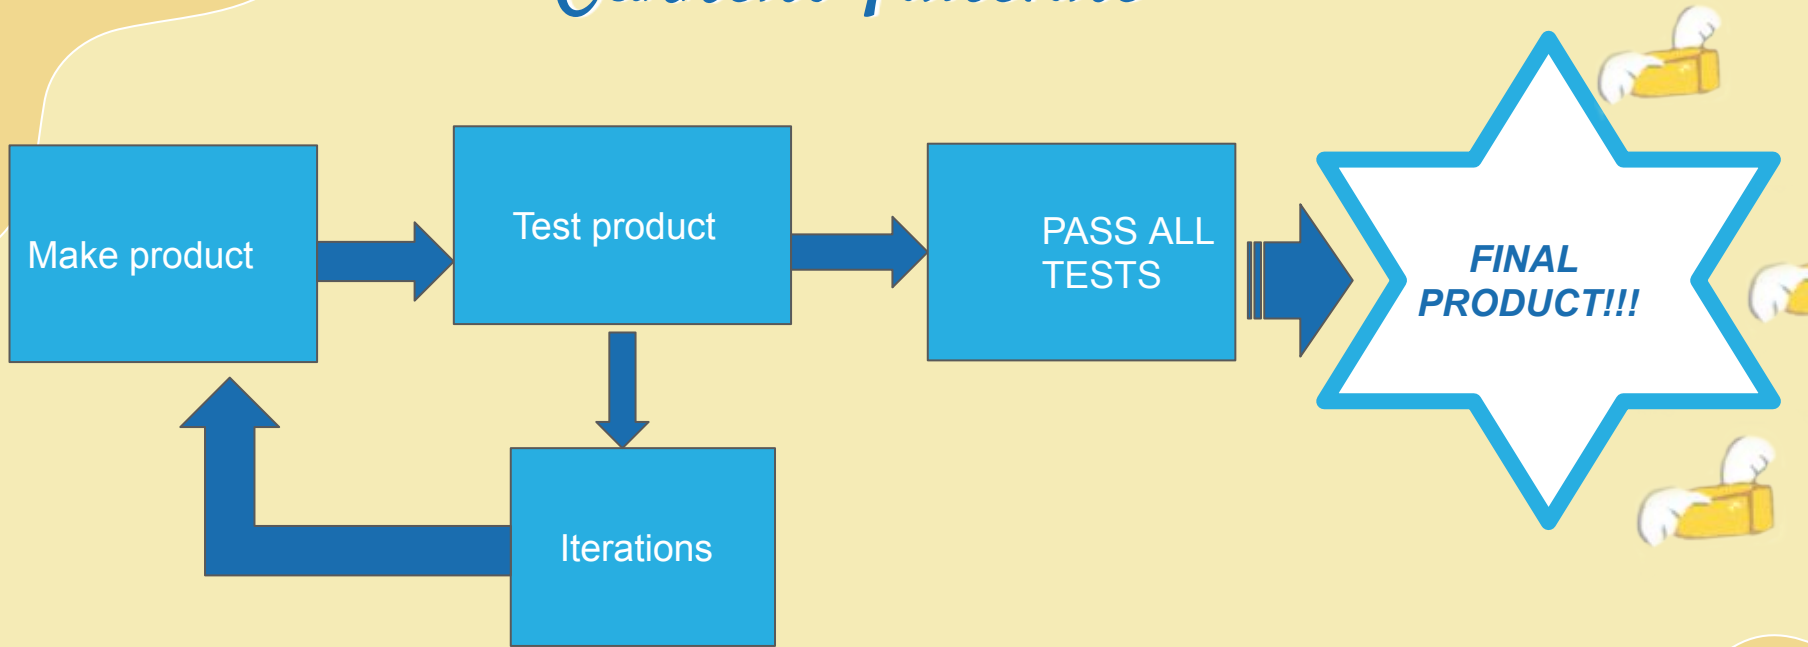 Make product
Test product
PASS ALL
TESTS
FINAL
PRODUCT!!!
Iterations